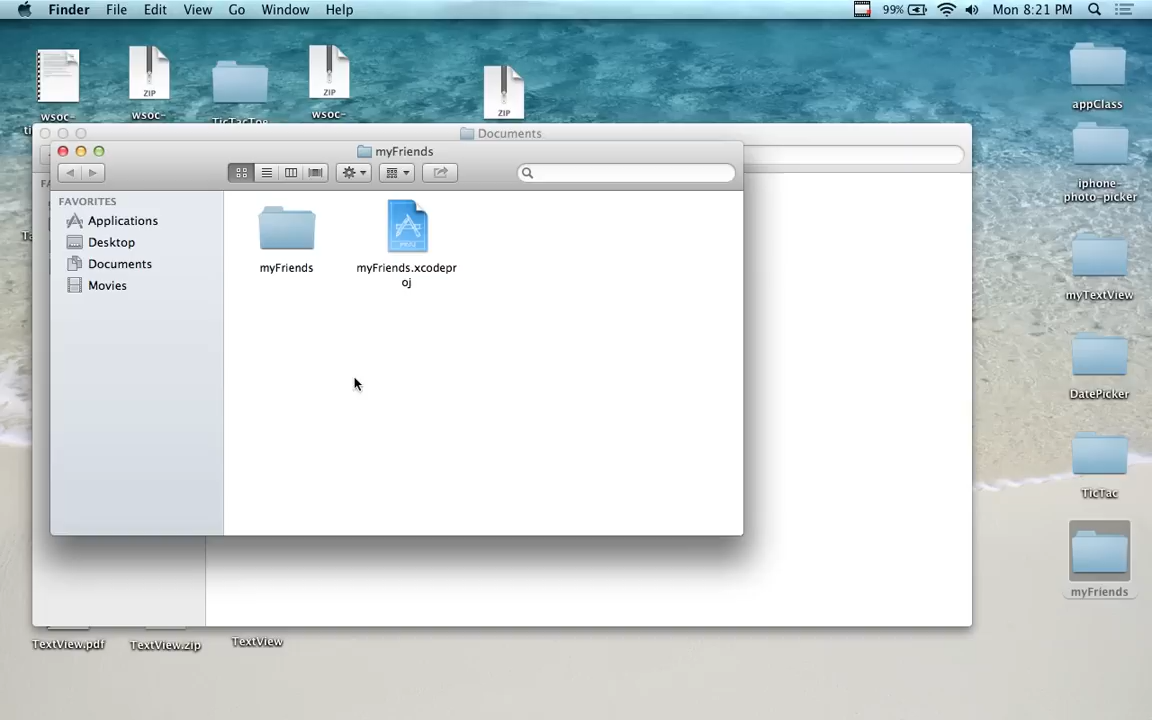 Finder File Edit View Go Window Help 99% Mon 8:21 PM
ZIP
ZIP
ZIP
wsoc-
wsoc-
TicTacToe
wsoc-
appClass
iphone-
photo-picker
myTextView
DatePicker
TicTac
myFriends
Documents
myFriends
FAVORITES
Applications
Desktop
Documents
Movies
myFriends
myFriends.xcodepr
oj
TextView.pdf
TextView.zip
TextView